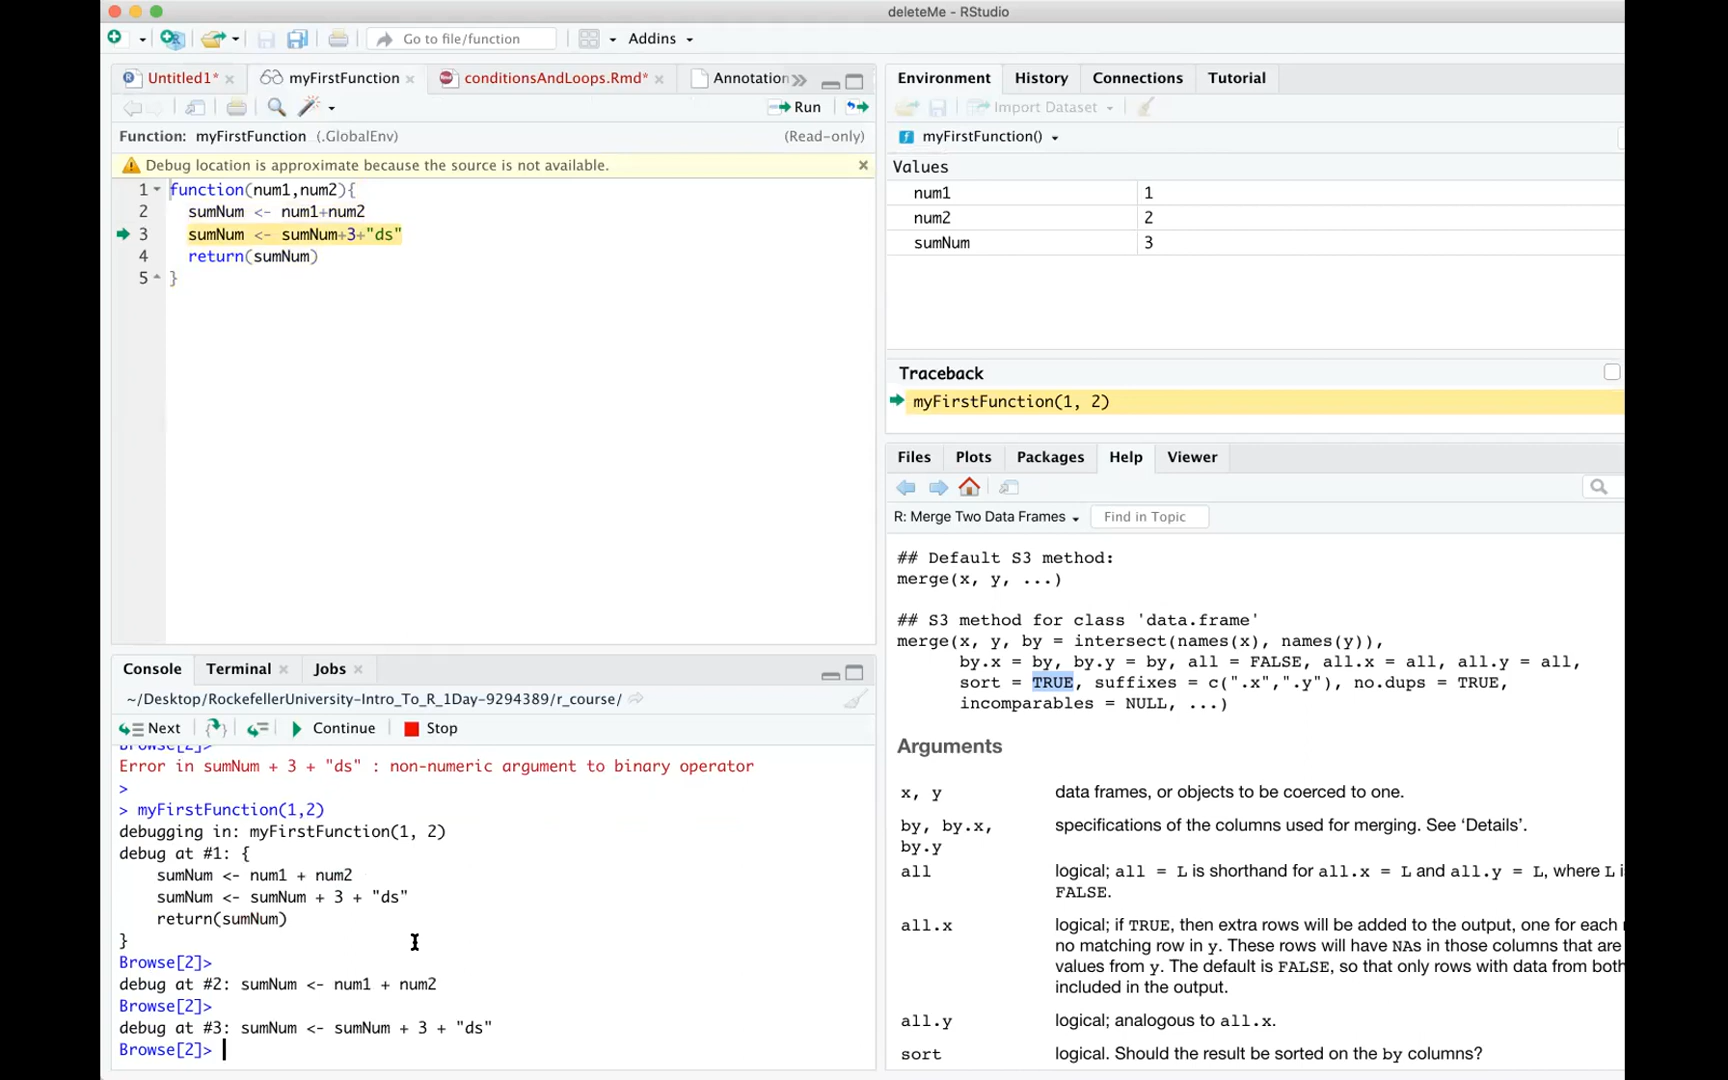 deleteMe - RStudio
Go to file/function
Addins
Untitled1*
myFirstFunction
conditionsAndLoops.Rmd*
Annotation
Run
Function: myFirstFunction (.GlobalEnv) (Read-only)
Debug location is approximate because the source is not available.
1 function(num1,num2){
2 sumNum <- num1+num2
3 sumNum <- sumNum+3+"ds"
4 return(sumNum)
5 }
Console Terminal Jobs
~/Desktop/RockefellerUniversity-Intro_To_R_1Day-9294389/r_course/
Next Continue Stop
Browse[2]>
Error in sumNum + 3 + "ds" : non-numeric argument to binary operator
>
> myFirstFunction(1,2)
debugging in: myFirstFunction(1, 2)
debug at #1: {
sumNum <- num1 + num2
sumNum <- sumNum + 3 + "ds"
return(sumNum)
}
Browse[2]>
debug at #2: sumNum <- num1 + num2
Browse[2]>
debug at #3: sumNum <- sumNum + 3 + "ds"
Browse[2]>
Environment History Connections Tutorial
Import Dataset
myFirstFunction()
Values
num1 1
num2 2
sumNum 3
Traceback
myFirstFunction(1, 2)
Files Plots Packages Help Viewer
R: Merge Two Data Frames Find in Topic
## Default S3 method:
merge(x, y, ...)
## S3 method for class 'data.frame'
merge(x, y, by = intersect(names(x), names(y)),
by.x = by, by.y = by, all = FALSE, all.x = all, all.y = all,
sort = TRUE, suffixes = c(".x",".y"), no.dups = TRUE,
incomparables = NULL, ...)
Arguments
x, y data frames, or objects to be coerced to one.
by, by.x, specifications of the columns used for merging. See ‘Details’.
by.y
all logical; all = L is shorthand for all.x = L and all.y = L, where L
FALSE.
all.x logical; if TRUE, then extra rows will be added to the output, one for each
no matching row in y. These rows will have NAs in those columns that are
values from y. The default is FALSE, so that only rows with data from both
included in the output.
all.y logical; analogous to all.x.
sort logical. Should the result be sorted on the by columns?